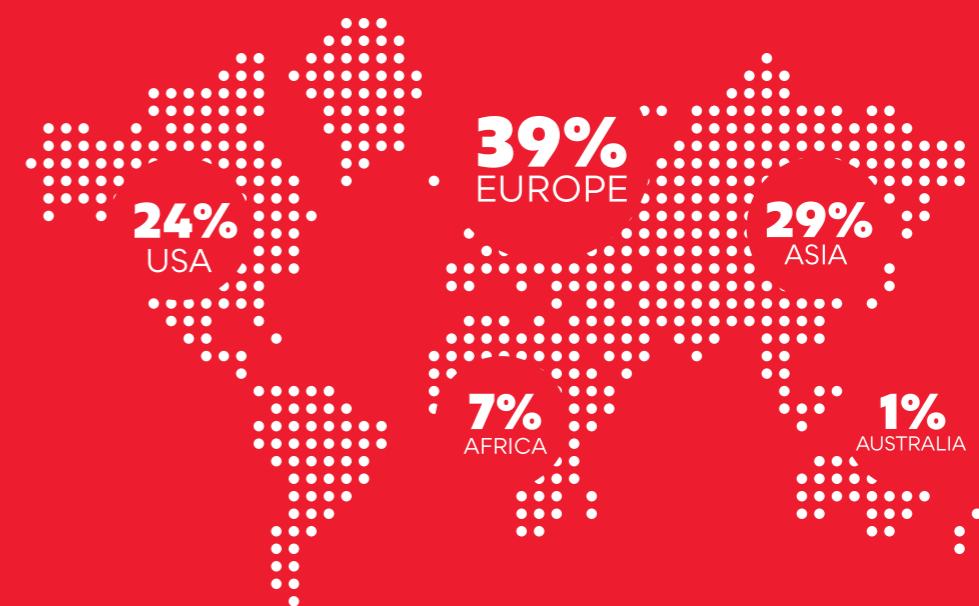 39%
EUROPE
24%
USA
29%
ASIA
7%
AFRICA
1%
AUSTRALIA